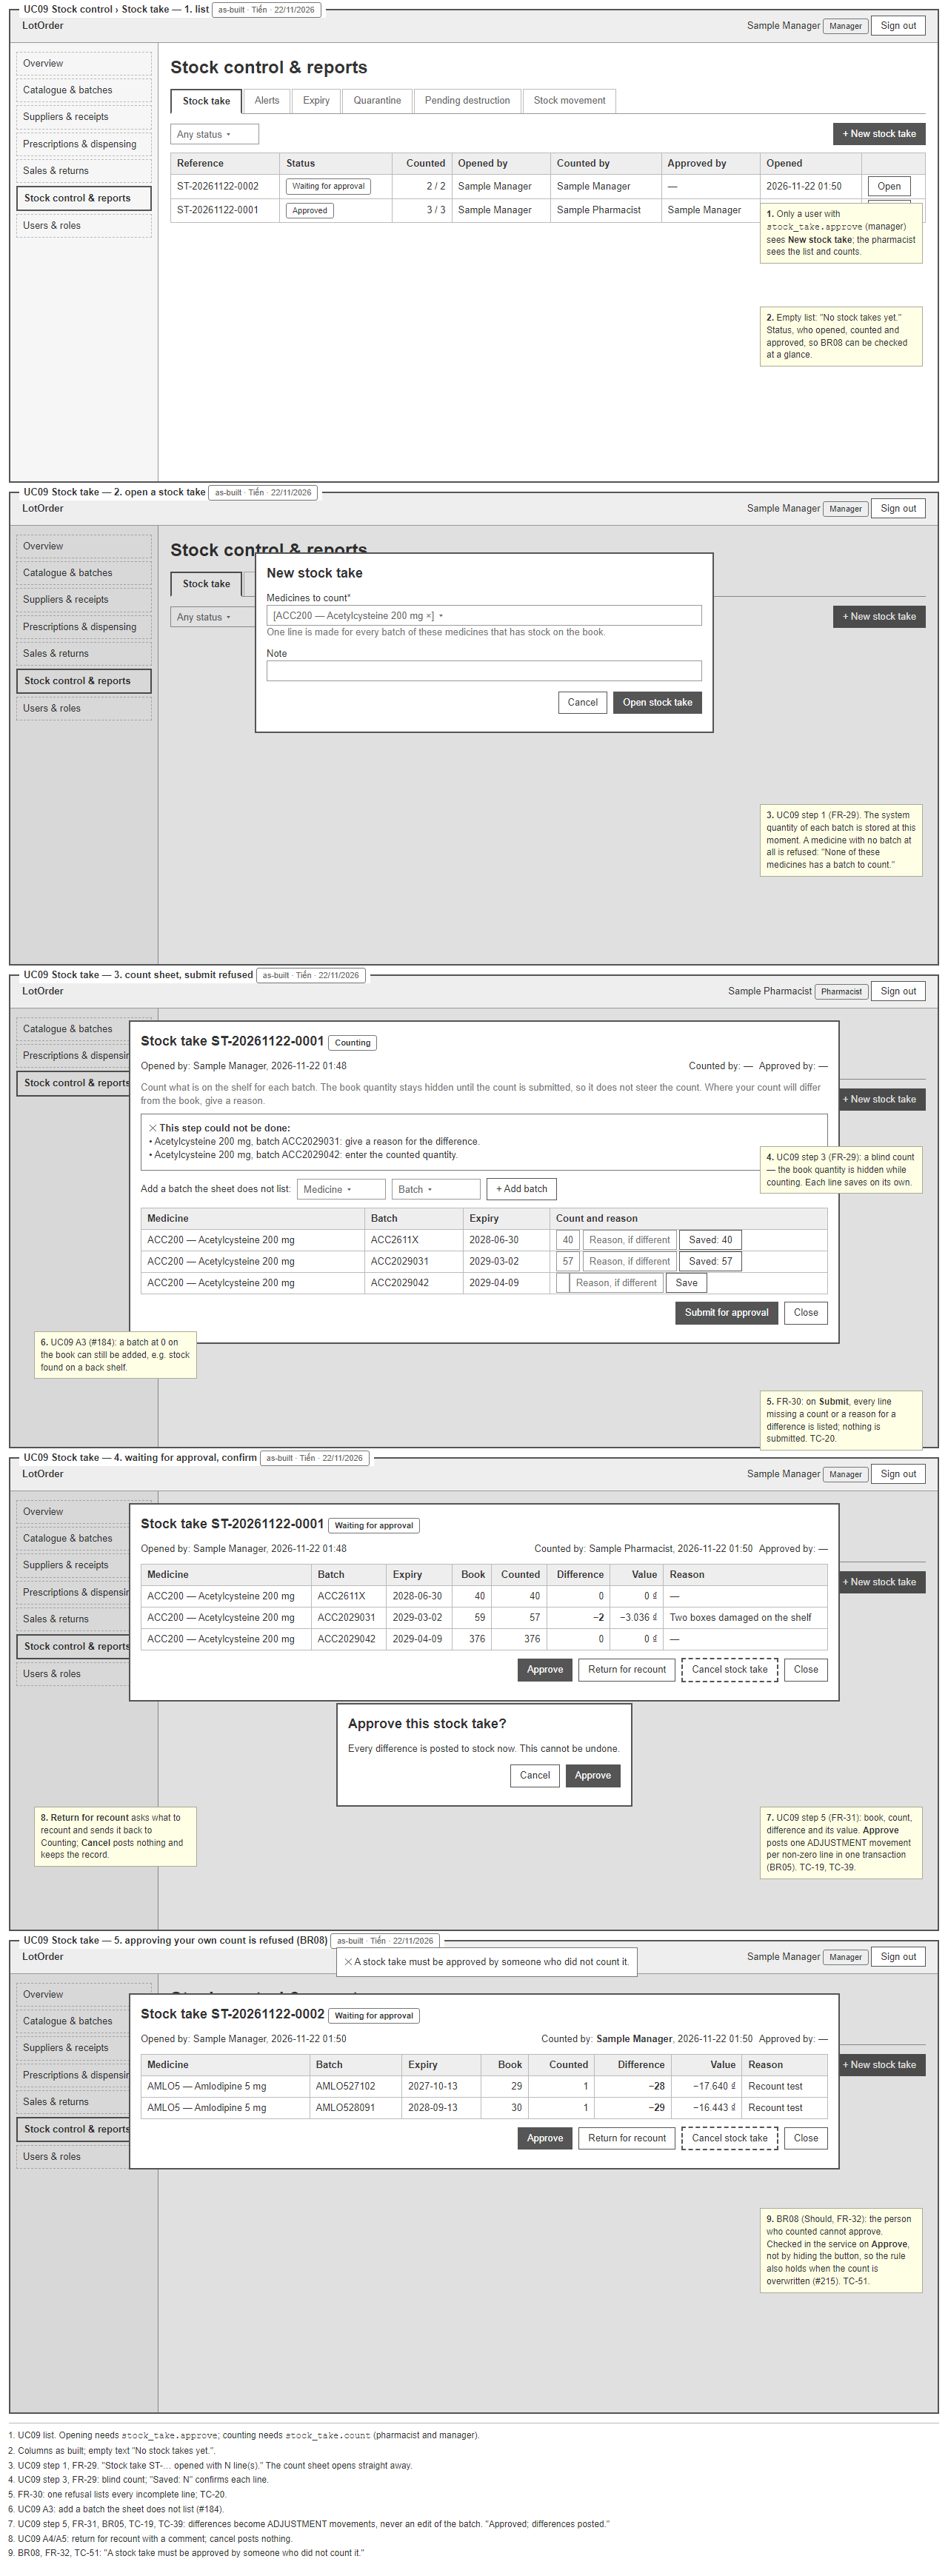 UC09 Stock control › Stock take — 1. list as-built · Tiến · 22/11/2026
LotOrder
Sample Manager Manager Sign out
Overview
Catalogue & batches
Suppliers & receipts
Prescriptions & dispensing
Sales & returns
Stock control & reports
Users & roles
Stock control & reports
Stock take Alerts Expiry Quarantine Pending destruction Stock movement
Any status
+ New stock take
Reference Status Counted Opened by Counted by Approved by Opened
ST-20261122-0002 Waiting for approval 2 / 2 Sample Manager Sample Manager — 2026-11-22 01:50 Open
ST-20261122-0001 Approved 3 / 3 Sample Manager Sample Pharmacist Sample Manager
1. Only a user with
stock_take.approve (manager)
sees New stock take; the pharmacist
sees the list and counts.
2. Empty list: "No stock takes yet."
Status, who opened, counted and
approved, so BR08 can be checked
at a glance.
UC09 Stock take — 2. open a stock take as-built · Tiến · 22/11/2026
LotOrder
Sample Manager Manager Sign out
Overview
Catalogue & batches
Suppliers & receipts
Prescriptions & dispensing
Sales & returns
Stock control & reports
Users & roles
Stock control & reports
Stock take
Any status
+ New stock take
New stock take
Medicines to count*
[ACC200 — Acetylcysteine 200 mg ×]
One line is made for every batch of these medicines that has stock on the book.
Note
Cancel Open stock take
3. UC09 step 1 (FR-29). The system
quantity of each batch is stored at this
moment. A medicine with no batch at
all is refused: "None of these
medicines has a batch to count."
UC09 Stock take — 3. count sheet, submit refused as-built · Tiến · 22/11/2026
LotOrder
Sample Pharmacist Pharmacist Sign out
Catalogue & batches
Prescriptions & dispensin
Stock control & reports
+ New stock take
Stock take ST-20261122-0001 Counting
Opened by: Sample Manager, 2026-11-22 01:48
Counted by: — Approved by: —
Count what is on the shelf for each batch. The book quantity stays hidden until the count is submitted, so it does not steer the count. Where your count will differ
from the book, give a reason.
× This step could not be done:
• Acetylcysteine 200 mg, batch ACC2029031: give a reason for the difference.
• Acetylcysteine 200 mg, batch ACC2029042: enter the counted quantity.
Add a batch the sheet does not list: Medicine Batch + Add batch
Medicine Batch Expiry Count and reason
ACC200 — Acetylcysteine 200 mg ACC2611X 2028-06-30 40 Reason, if different Saved: 40
ACC200 — Acetylcysteine 200 mg ACC2029031 2029-03-02 57 Reason, if different Saved: 57
ACC200 — Acetylcysteine 200 mg ACC2029042 2029-04-09 Reason, if different Save
Submit for approval Close
4. UC09 step 3 (FR-29): a blind count
— the book quantity is hidden while
counting. Each line saves on its own.
6. UC09 A3 (#184): a batch at 0 on
the book can still be added, e.g. stock
found on a back shelf.
5. FR-30: on Submit, every line
missing a count or a reason for a
difference is listed; nothing is
submitted. TC-20.
UC09 Stock take — 4. waiting for approval, confirm as-built · Tiến · 22/11/2026
LotOrder
Sample Manager Manager Sign out
Overview
Catalogue & batches
Suppliers & receipts
Prescriptions & dispensin
Sales & returns
Stock control & reports
Users & roles
+ New stock take
Stock take ST-20261122-0001 Waiting for approval
Opened by: Sample Manager, 2026-11-22 01:48
Counted by: Sample Pharmacist, 2026-11-22 01:50 Approved by: —
Medicine Batch Expiry Book Counted Difference Value Reason
ACC200 — Acetylcysteine 200 mg ACC2611X 2028-06-30 40 40 0 0 ₫ —
ACC200 — Acetylcysteine 200 mg ACC2029031 2029-03-02 59 57 −2 −3.036 ₫ Two boxes damaged on the shelf
ACC200 — Acetylcysteine 200 mg ACC2029042 2029-04-09 376 376 0 0 ₫ —
Approve Return for recount Cancel stock take Close
Approve this stock take?
Every difference is posted to stock now. This cannot be undone.
Cancel Approve
8. Return for recount asks what to
recount and sends it back to
Counting; Cancel posts nothing and
keeps the record.
7. UC09 step 5 (FR-31): book, count,
difference and its value. Approve
posts one ADJUSTMENT movement
per non-zero line in one transaction
(BR05). TC-19, TC-39.
UC09 Stock take — 5. approving your own count is refused (BR08) as-built · Tiến · 22/11/2026
LotOrder
× A stock take must be approved by someone who did not count it.
Sample Manager Manager Sign out
Overview
Catalogue & batches
Suppliers & receipts
Prescriptions & dispensin
Sales & returns
Stock control & reports
Users & roles
+ New stock take
Stock take ST-20261122-0002 Waiting for approval
Opened by: Sample Manager, 2026-11-22 01:50
Counted by: Sample Manager, 2026-11-22 01:50 Approved by: —
Medicine Batch Expiry Book Counted Difference Value Reason
AMLO5 — Amlodipine 5 mg AMLO527102 2027-10-13 29 1 −28 −17.640 ₫ Recount test
AMLO5 — Amlodipine 5 mg AMLO528091 2028-09-13 30 1 −29 −16.443 ₫ Recount test
Approve Return for recount Cancel stock take Close
9. BR08 (Should, FR-32): the person
who counted cannot approve.
Checked in the service on Approve,
not by hiding the button, so the rule
also holds when the count is
overwritten (#215). TC-51.
1. UC09 list. Opening needs stock_take.approve; counting needs stock_take.count (pharmacist and manager).
2. Columns as built; empty text "No stock takes yet.".
3. UC09 step 1, FR-29. "Stock take ST-… opened with N line(s)." The count sheet opens straight away.
4. UC09 step 3, FR-29: blind count; "Saved: N" confirms each line.
5. FR-30: one refusal lists every incomplete line; TC-20.
6. UC09 A3: add a batch the sheet does not list (#184).
7. UC09 step 5, FR-31, BR05, TC-19, TC-39: differences become ADJUSTMENT movements, never an edit of the batch. "Approved; differences posted."
8. UC09 A4/A5: return for recount with a comment; cancel posts nothing.
9. BR08, FR-32, TC-51: "A stock take must be approved by someone who did not count it."